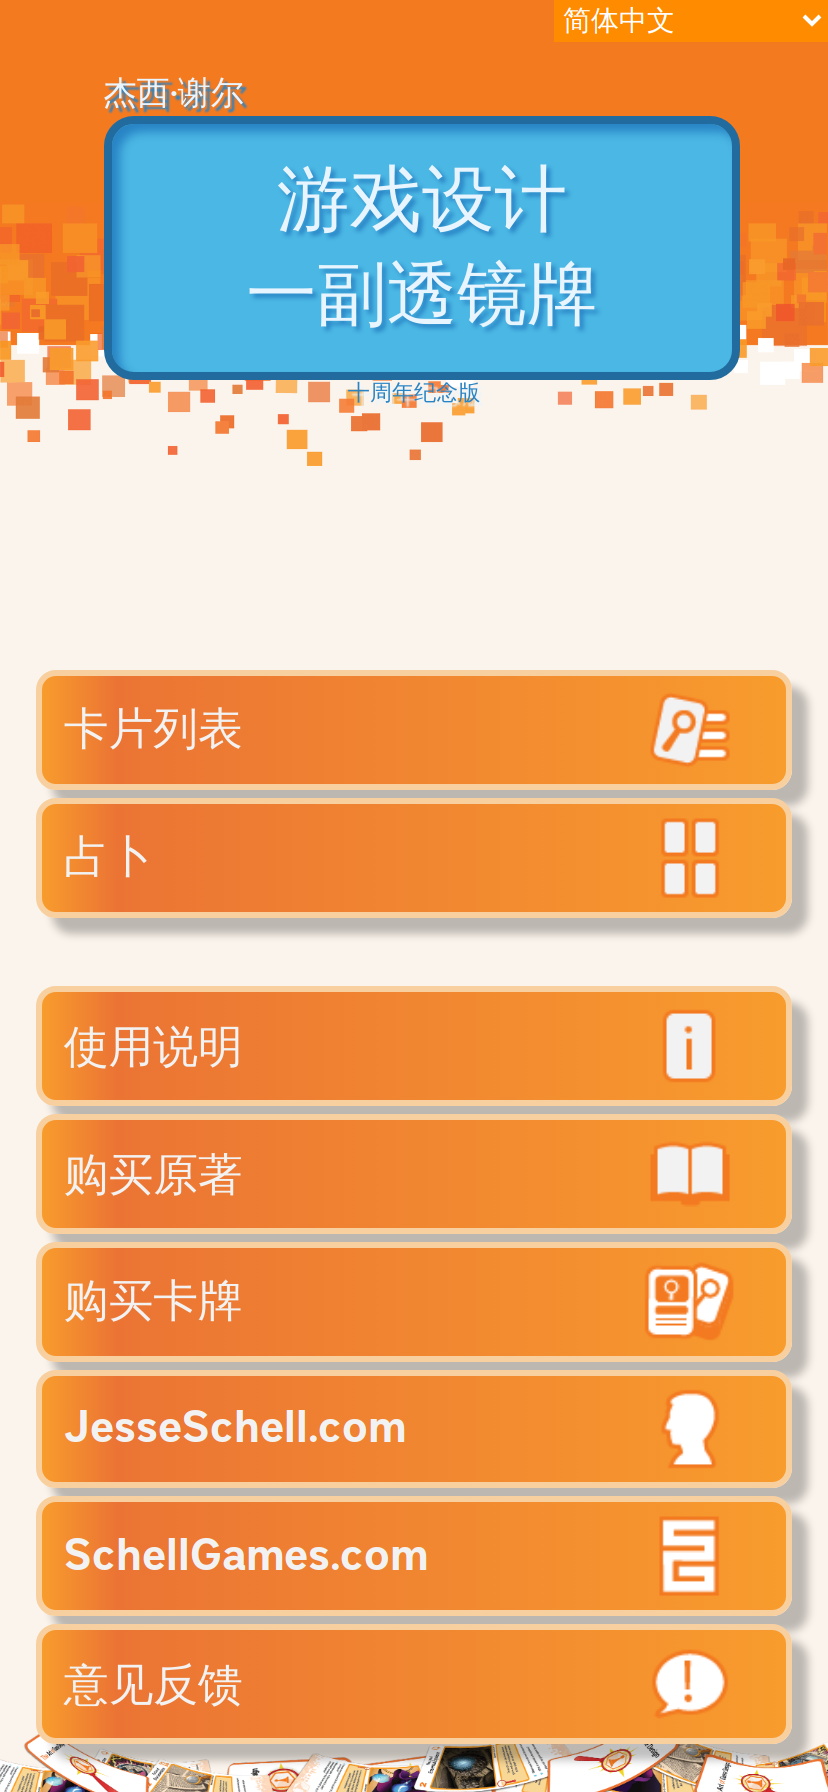 简体中文
杰西·谢尔
游戏设计
一副透镜牌
十周年纪念版
卡片列表
占卜
使用说明
购买原著
购买卡牌
JesseSchell.com
SchellGames.com
意见反馈